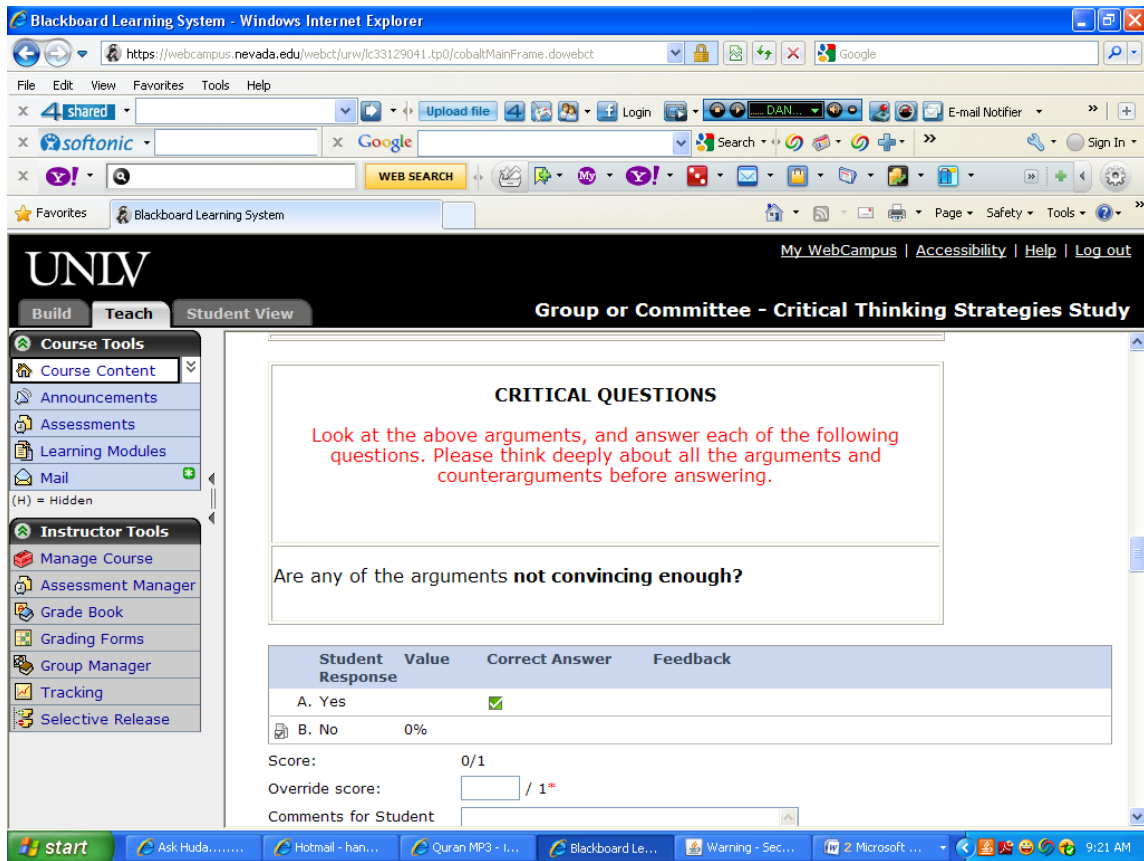 Blackboard Learning System - Windows Internet Explorer
https://webcampus.nevada.edu/webct/urw/lc33129041.tp0/cobaltMainFrame.dowebct
Google
File Edit View Favorites Tools Help
x 4 shared Upload file 4 Login DAN... E-mail Notifier »
x softonic x Google Search » Sign In
x Y! WEB SEARCH My Y! »
Favorites Blackboard Learning System Page Safety Tools »
My WebCampus | Accessibility | Help | Log out
UNLV
Build Teach Student View Group or Committee - Critical Thinking Strategies Study
Course Tools
Course Content
Announcements
Assessments
Learning Modules
Mail
(H) = Hidden
Instructor Tools
Manage Course
Assessment Manager
Grade Book
Grading Forms
Group Manager
Tracking
Selective Release
CRITICAL QUESTIONS
Look at the above arguments, and answer each of the following
questions. Please think deeply about all the arguments and
counterarguments before answering.
Are any of the arguments not convincing enough?
Student Value Correct Answer Feedback
Response
A. Yes
B. No 0%
Score: 0/1
Override score: / 1*
Comments for Student
start Ask Huda........ Hotmail - han... Quran MP3 - I... Blackboard Le... Warning - Sec... 2 Microsoft ... 9:21 AM